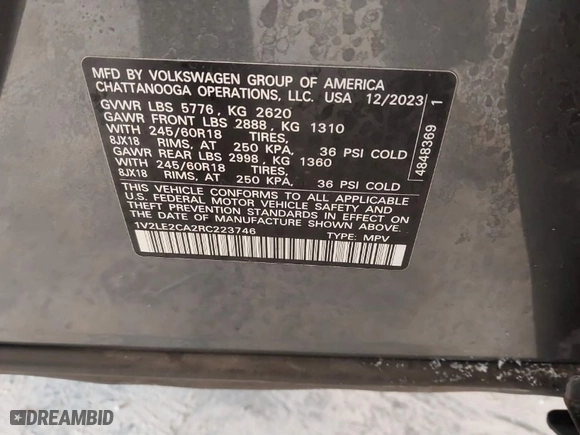 MFD BY VOLKSWAGEN GROUP OF AMERICA
CHATTANOOGA OPERATIONS, LLC. USA 12/2023
GVWR LBS 5776, KG 2620
GAWR FRONT LBS 2888, KG 1310
WITH 245/60R18 TIRES,
8JX18 RIMS, AT 250 KPA, 36 PSI COLD
GAWR REAR LBS 2998, KG 1360
WITH 245/60R18 TIRES,
8JX18 RIMS, AT 250 KPA, 36 PSI COLD
THIS VEHICLE CONFORMS TO ALL APPLICABLE
U.S. FEDERAL MOTOR VEHICLE SAFETY AND
THEFT PREVENTION STANDARDS IN EFFECT ON
THE DATE OF MANUFACTURE SHOWN ABOVE.
1V2LE2CA2RC223746 TYPE: MPV
4848369 1
DREAMBID